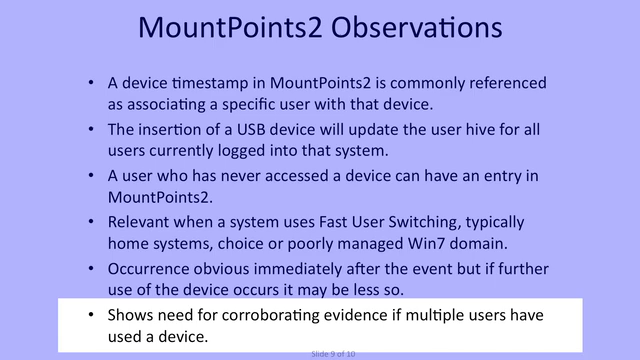 MountPoints2 Observations
• A device timestamp in MountPoints2 is commonly referenced
as associating a specific user with that device.
• The insertion of a USB device will update the user hive for all
users currently logged into that system.
• A user who has never accessed a device can have an entry in
MountPoints2.
• Relevant when a system uses Fast User Switching, typically
home systems, choice or poorly managed Win7 domain.
• Occurrence obvious immediately after the event but if further
use of the device occurs it may be less so.
• Shows need for corroborating evidence if multiple users have
used a device.
Slide 9 of 10